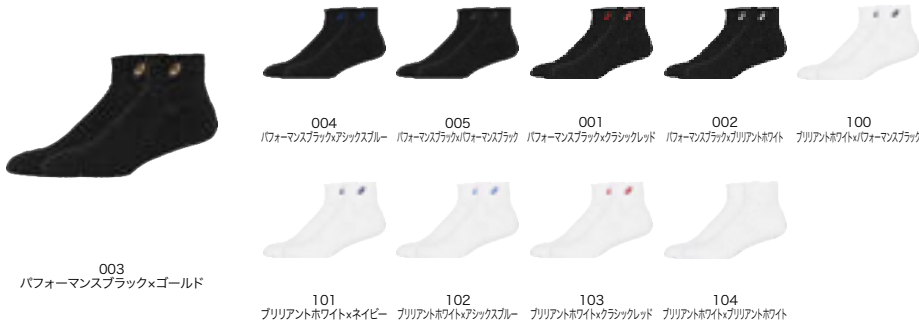 003
パフォーマンスブラック×ゴールド
004
パフォーマンスブラック×アシックスブルー
005
パフォーマンスブラック×パフォーマンスブラック
001
パフォーマンスブラック×クラシックレッド
002
パフォーマンスブラック×ブリリアントホワイト
100
ブリリアントホワイト×パフォーマンスブラック
101
ブリリアントホワイト×ネイビー
102
ブリリアントホワイト×アシックスブルー
103
ブリリアントホワイト×クラシックレッド
104
ブリリアントホワイト×ブリリアントホワイト